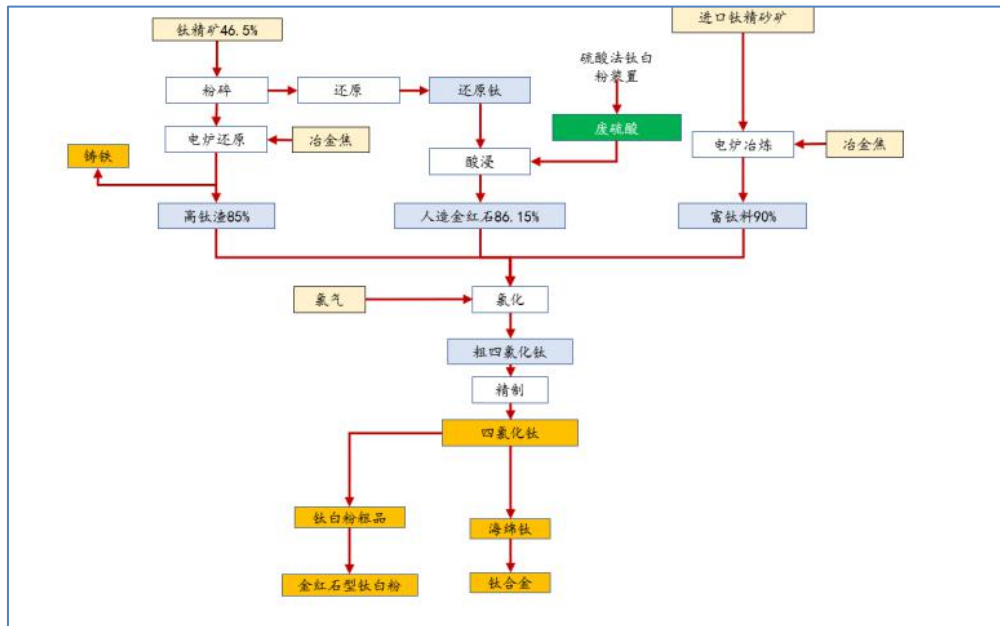 钛精矿46.5%
进口钛精砂矿
硫酸法钛白
粉装置
粉碎
还原
还原钛
废硫酸
电炉还原
冶金焦
铸铁
酸浸
电炉冶炼
冶金焦
高钛渣85%
人造金红石86.15%
富钛料90%
氯气
氯化
粗四氯化钛
精制
四氯化钛
钛白粉粗品
海绵钛
金红石型钛白粉
钛合金